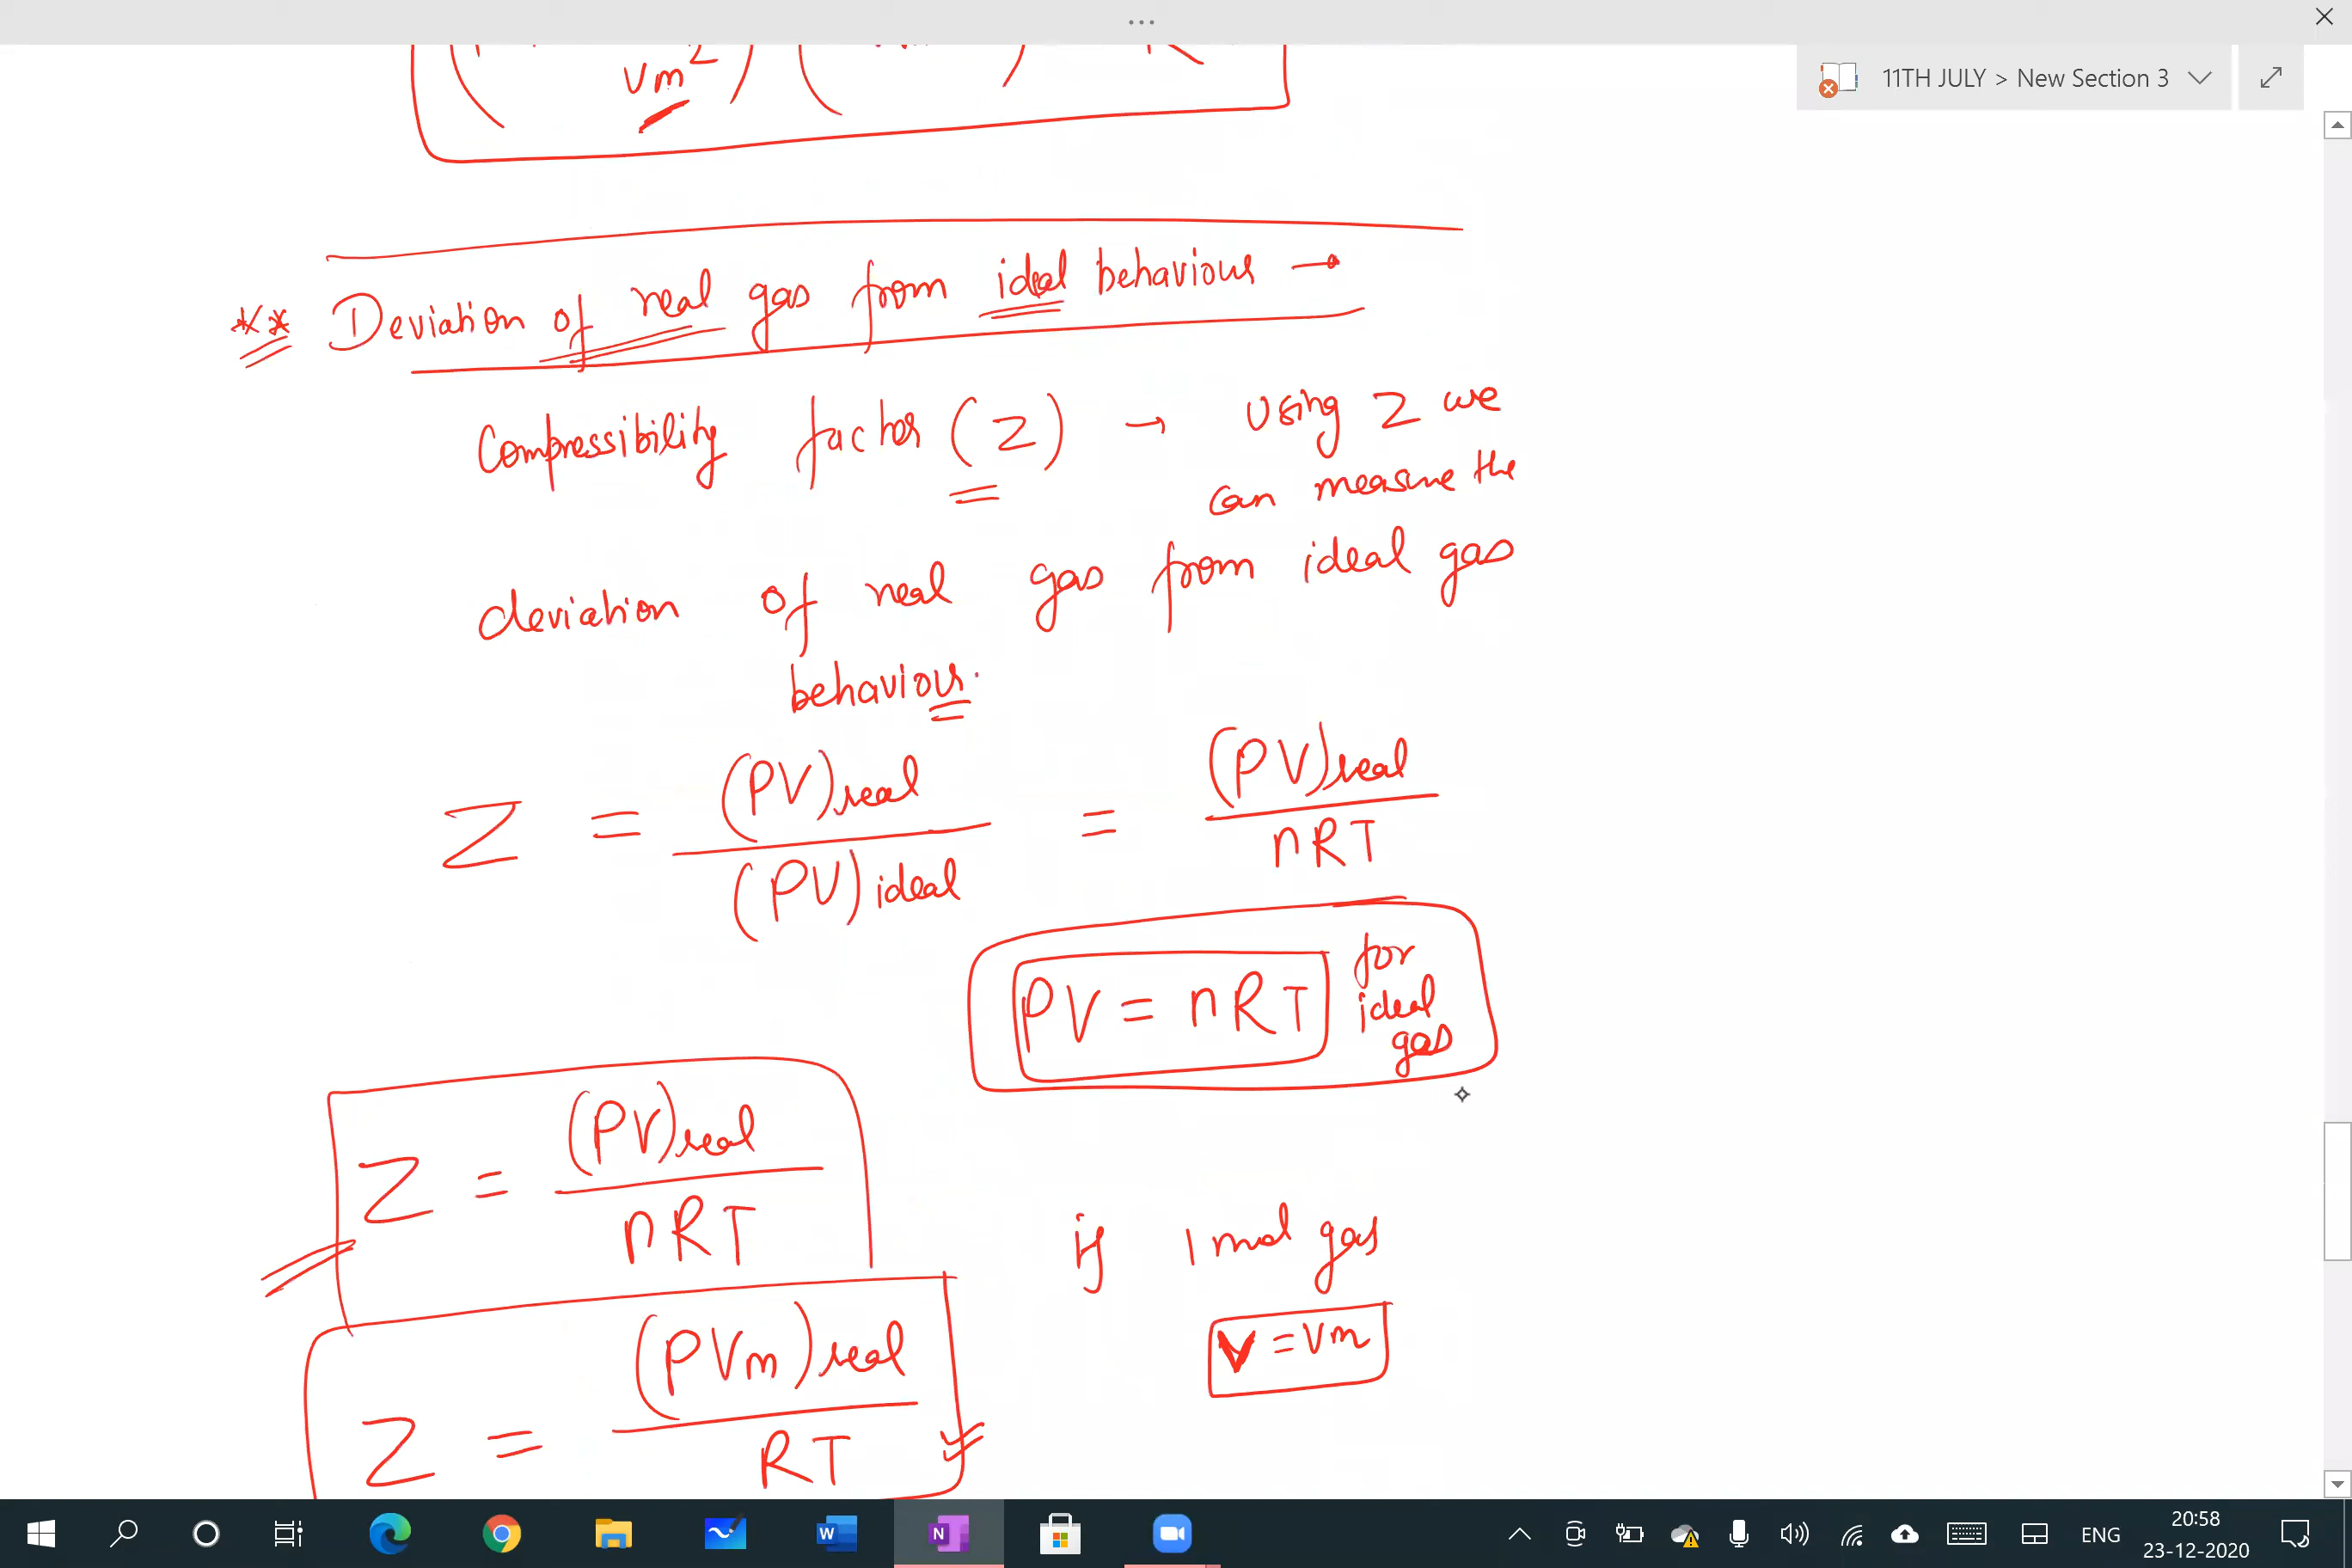 ...
11TH JULY > New Section 3
Vm²
** Deviation of real gas from ideal behaviour →
Compressibility factor (Z) → Using Z we
can measure the
deviation of real gas from ideal gas
behaviour.
Z = (PV)real / (PV)ideal = (PV)real / nRT
PV = nRT for ideal gas
Z = (PV)real / nRT
if 1 mol gas
V = Vm
Z = (PVm)real / RT
ENG
20:58
23-12-2020